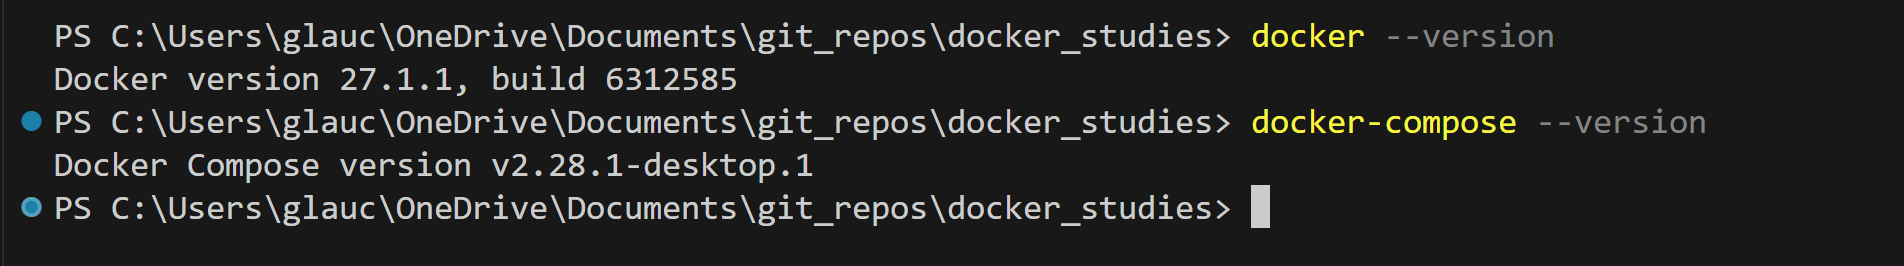 PS C:\Users\glauc\OneDrive\Documents\git_repos\docker_studies> docker --version
Docker version 27.1.1, build 6312585
PS C:\Users\glauc\OneDrive\Documents\git_repos\docker_studies> docker-compose --version
Docker Compose version v2.28.1-desktop.1
PS C:\Users\glauc\OneDrive\Documents\git_repos\docker_studies>